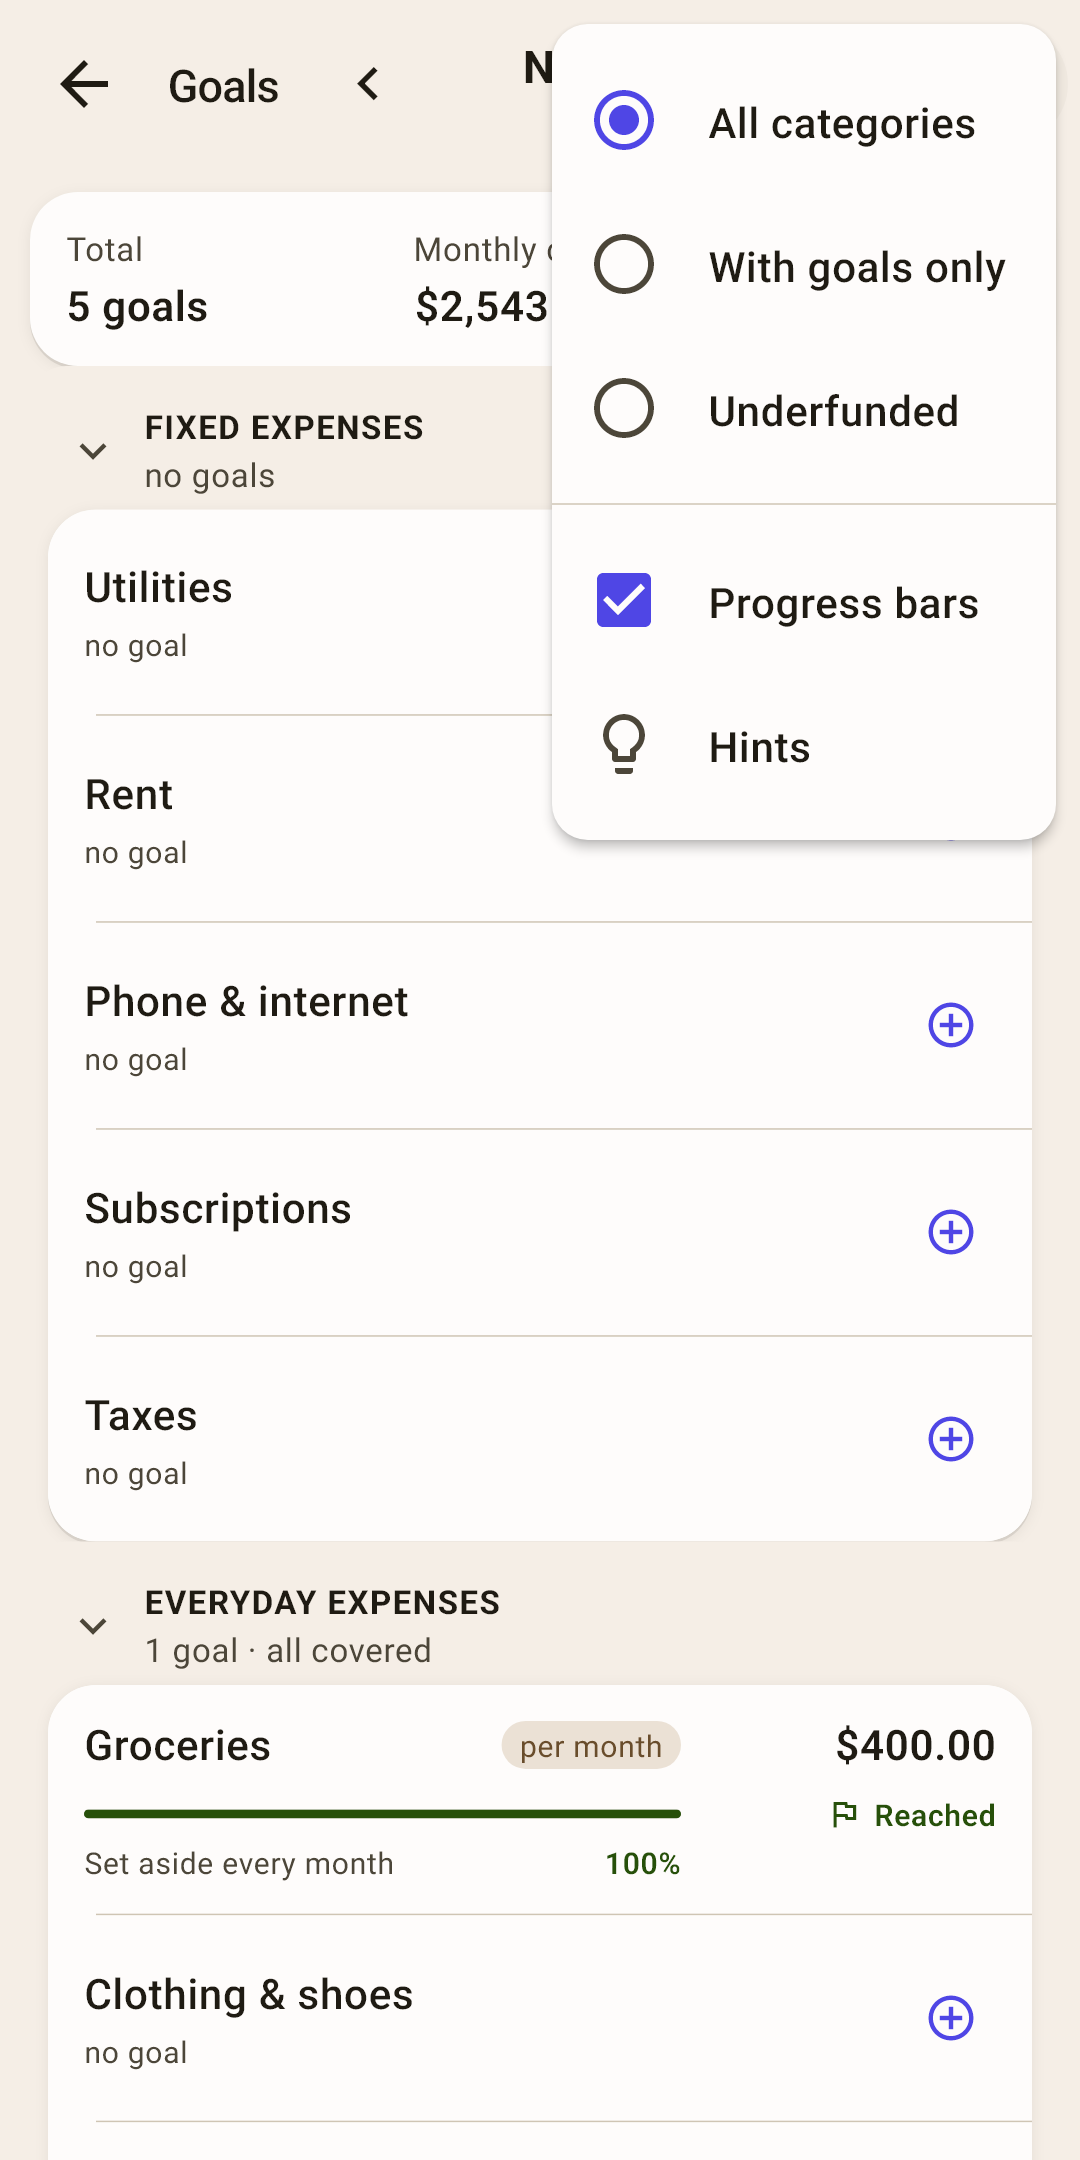 Goals
All categories
With goals only
Underfunded
Progress bars
Hints
Total
5 goals
Monthly
$2,543
FIXED EXPENSES
no goals
Utilities
no goal
Rent
no goal
Phone & internet
no goal
Subscriptions
no goal
Taxes
no goal
EVERYDAY EXPENSES
1 goal · all covered
Groceries
per month
$400.00
Reached
Set aside every month
100%
Clothing & shoes
no goal